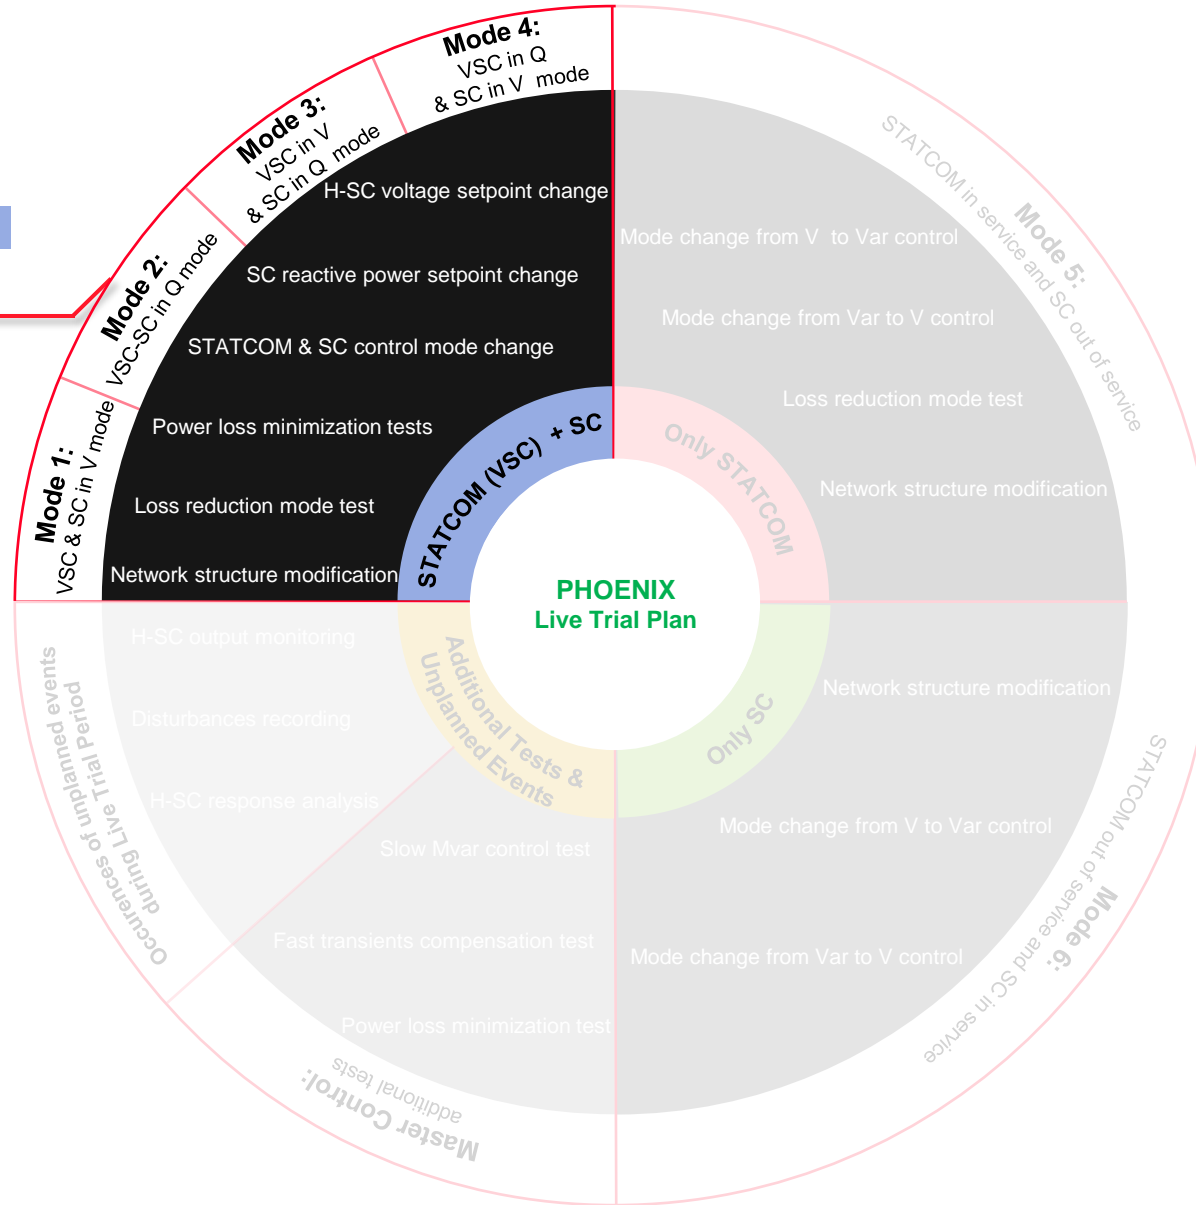 Mode 4:
VSC in Q
& SC in V mode
Mode 3:
VSC in V
& SC in Q mode
Mode 2:
VSC-SC in Q mode
Mode 1:
VSC & SC in V mode
H-SC voltage setpoint change
SC reactive power setpoint change
STATCOM & SC control mode change
Power loss minimization tests
Loss reduction mode test
Network structure modification
STATCOM (VSC) + SC
Mode 5:
STATCOM in service and SC out of service
Mode change from V to Var control
Mode change from Var to V control
Loss reduction mode test
Network structure modification
Only STATCOM
PHOENIX
Live Trial Plan
Additional Tests &
Unplanned Events
Only SC
H-SC output monitoring
Disturbances recording
H-SC response analysis
Occurences of unplanned events
during Live Trial Period
Slow Mvar control test
Fast transients compensation test
Power loss minimization test
Master Control:
additional tests
Network structure modification
Mode change from V to Var control
Mode change from Var to V control
Mode 6:
STATCOM out of service and SC in service